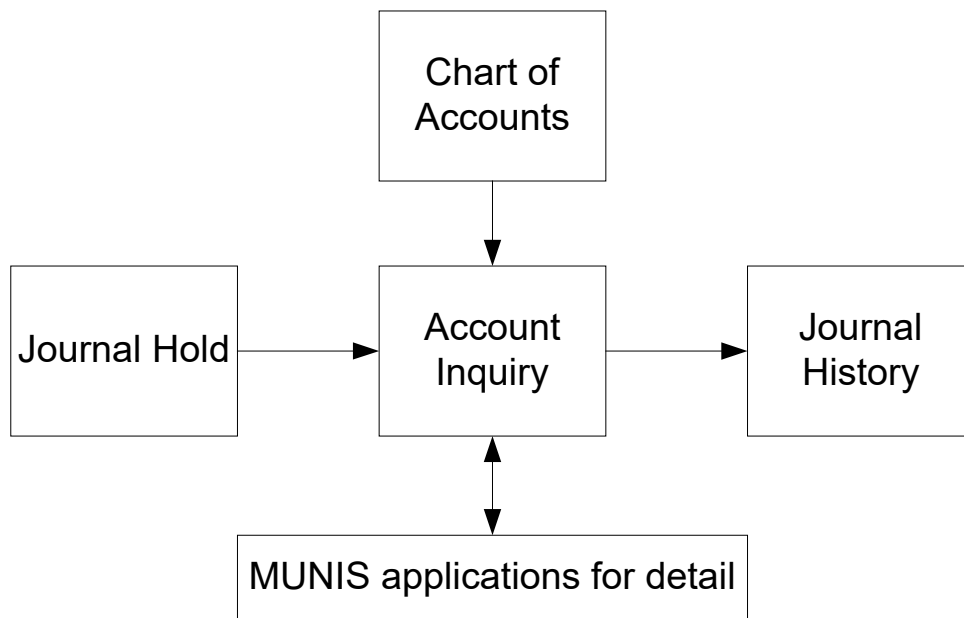 Chart of
Accounts
Journal Hold
Account
Inquiry
Journal
History
MUNIS applications for detail